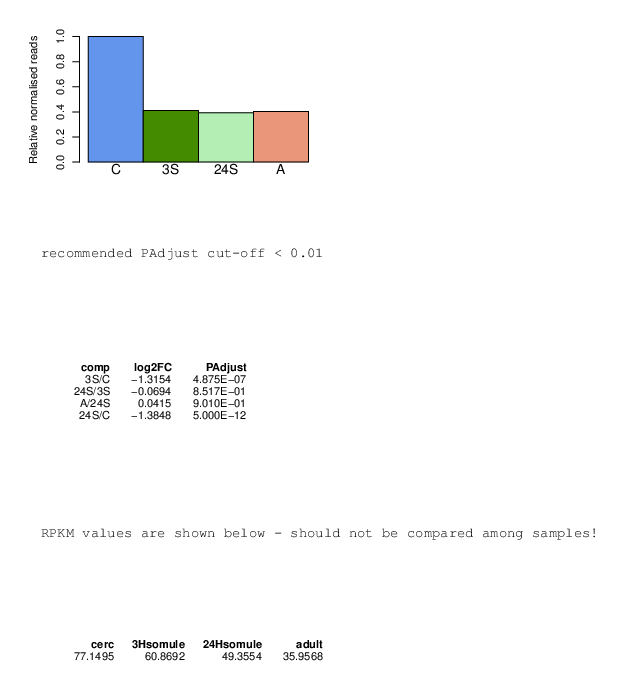 Relative normalised reads
1.0
0.8
0.6
0.4
0.2
0.0
C 3S 24S A
recommended PAdjust cut-off < 0.01
comp log2FC PAdjust
3S/C −1.3154 4.875E−07
24S/3S −0.0694 8.517E−01
A/24S 0.0415 9.010E−01
24S/C −1.3848 5.000E−12
RPKM values are shown below - should not be compared among samples!
cerc 3Hsomule 24Hsomule adult
77.1495 60.8692 49.3554 35.9568